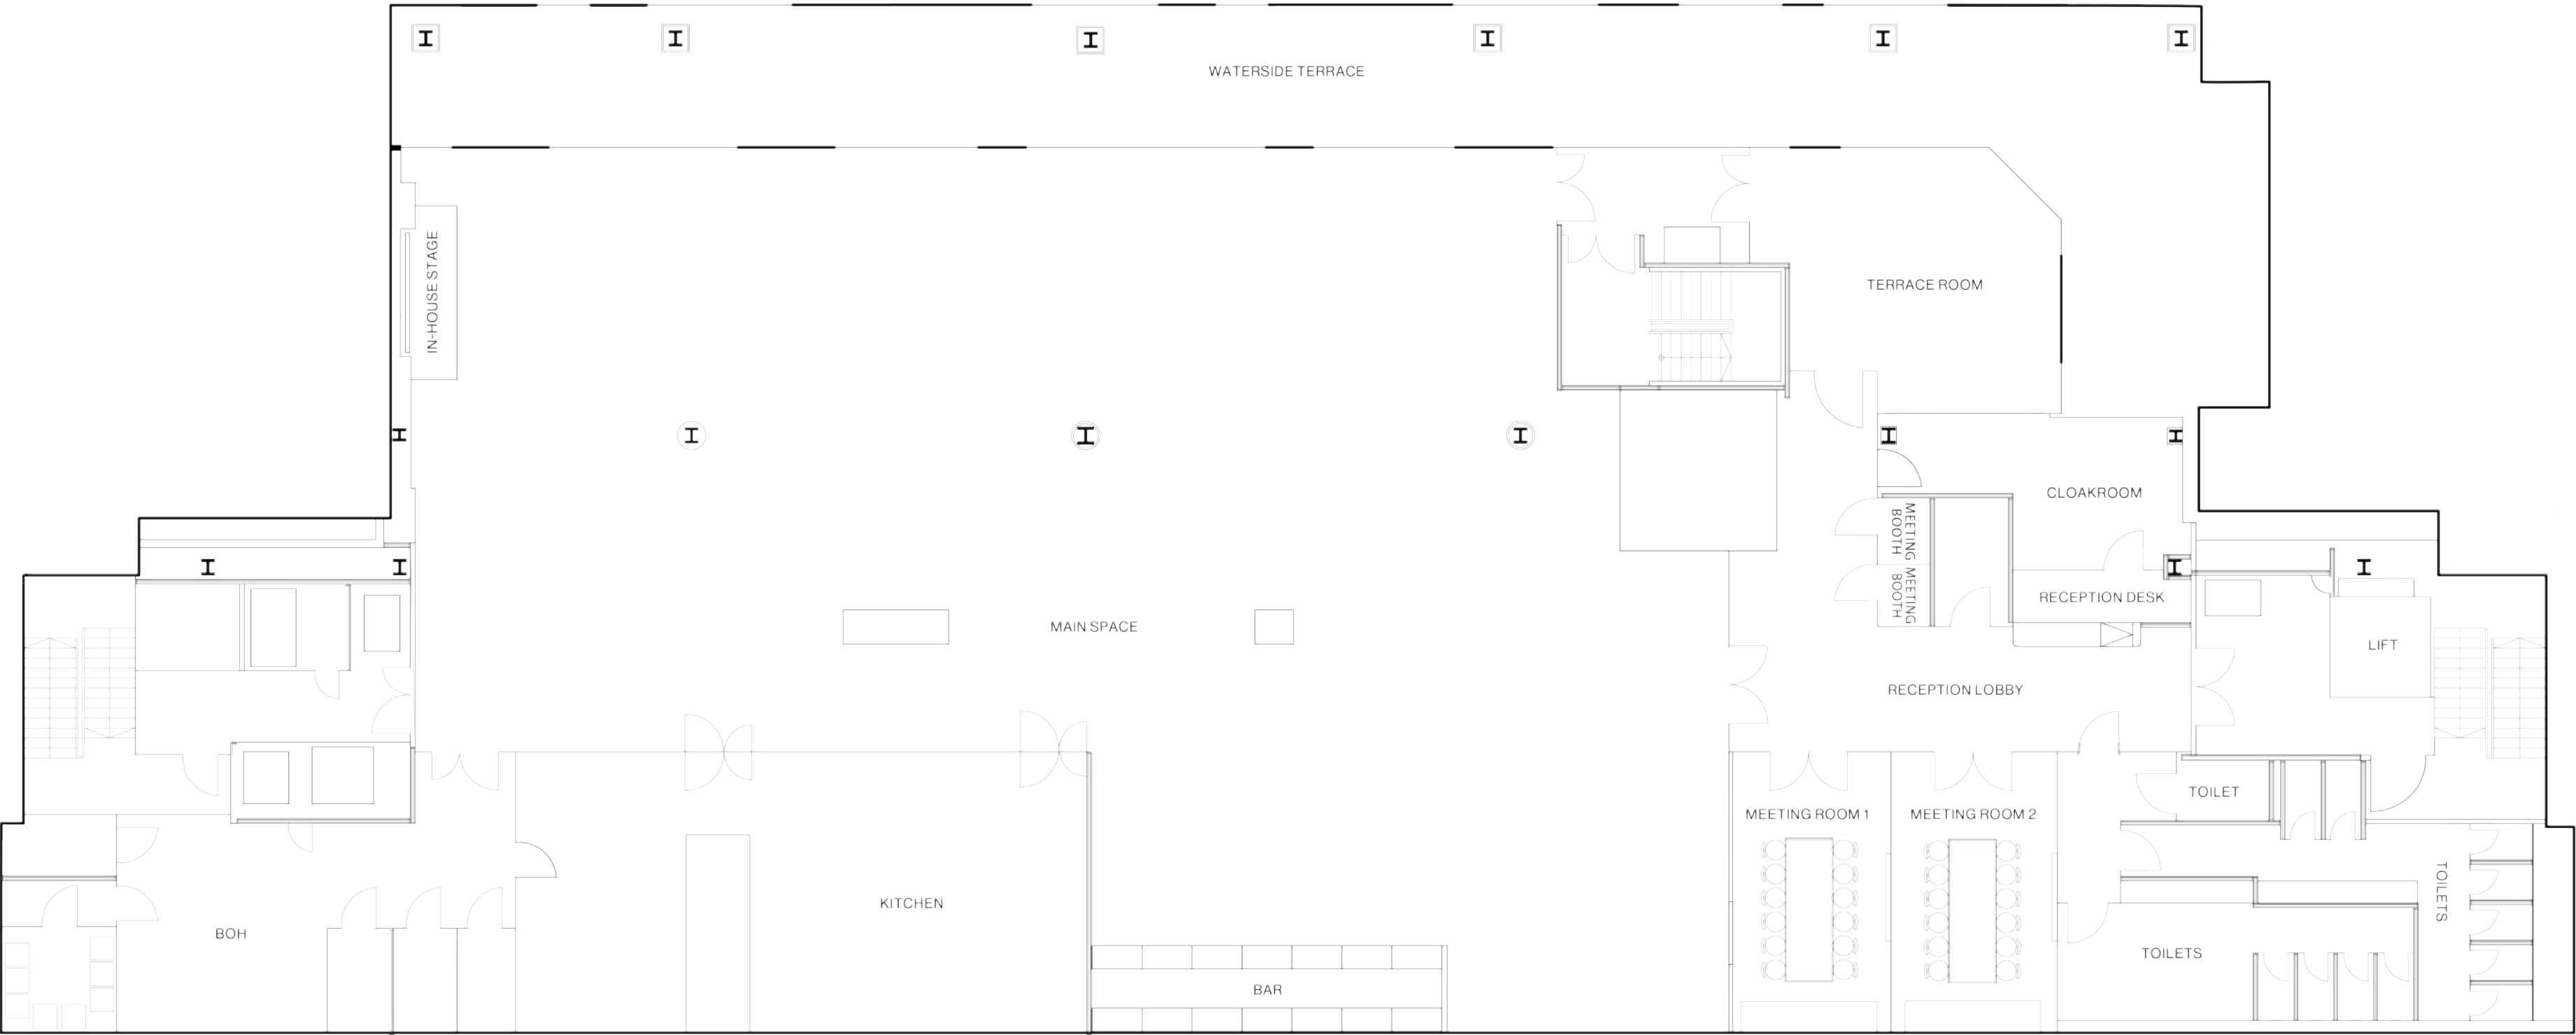 WATERSIDE TERRACE
IN-HOUSE STAGE
TERRACE ROOM
CLOAKROOM
MEETING
BOOTH
MEETING
BOOTH
RECEPTION DESK
MAIN SPACE
LIFT
RECEPTION LOBBY
TOILET
MEETING ROOM 1
MEETING ROOM 2
TOILETS
KITCHEN
BOH
TOILETS
BAR